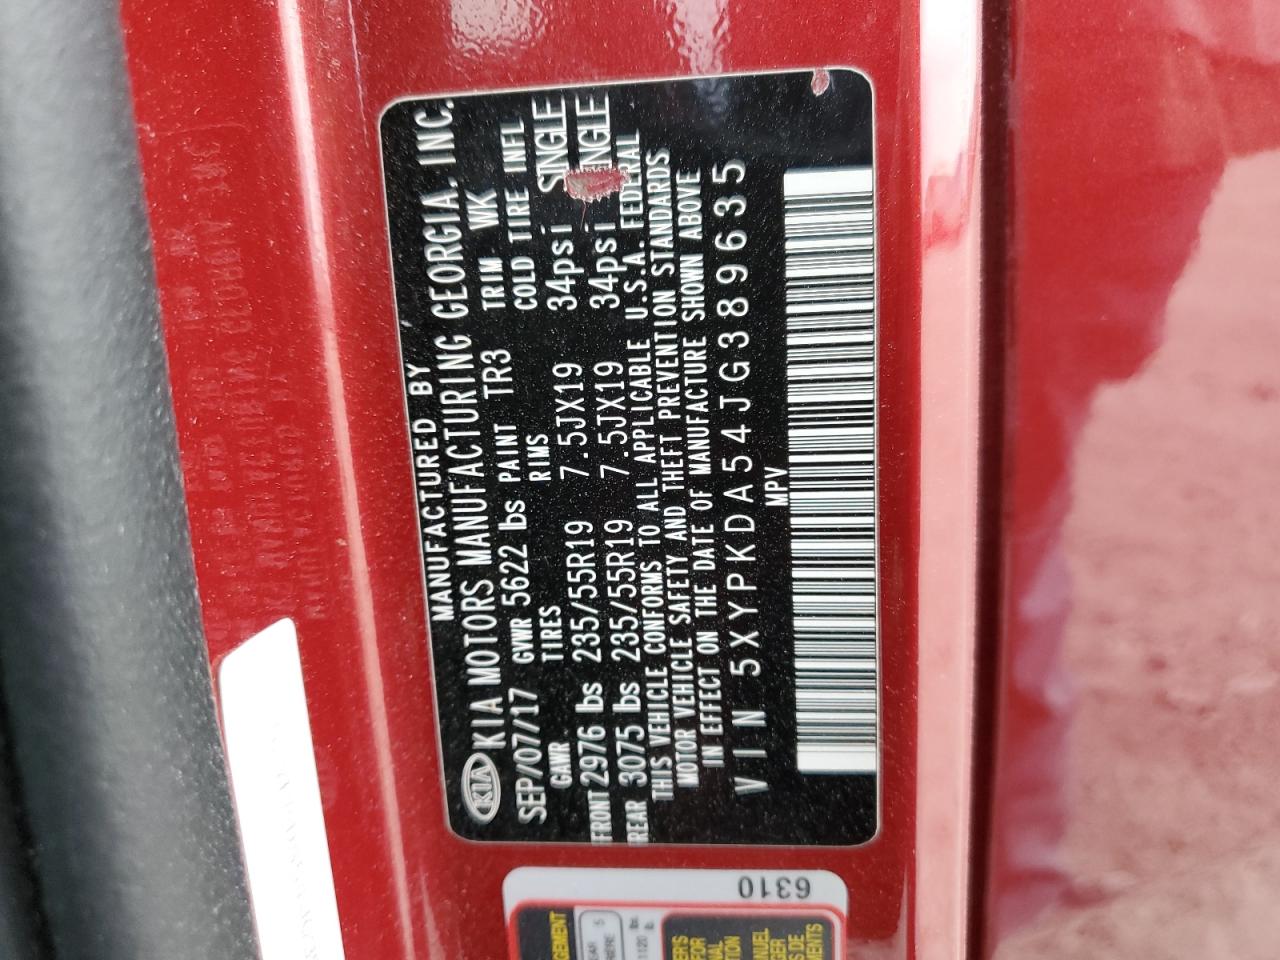 MANUFACTURED BY
KIA KIA MOTORS MANUFACTURING GEORGIA, INC.
SEP/07/17 GVWR 5622 lbs PAINT TR3 TRIM WK
GAWR TIRES RIMS COLD TIRE INFL
FRONT 2976 lbs 235/55R19 7.5JX19 34psi SINGLE
REAR 3075 lbs 235/55R19 7.5JX19 34psi SINGLE
THIS VEHICLE CONFORMS TO ALL APPLICABLE U.S.A. FEDERAL
MOTOR VEHICLE SAFETY AND THEFT PREVENTION STANDARDS
IN EFFECT ON THE DATE OF MANUFACTURE SHOWN ABOVE
VIN 5XYPKDA54JG389635
MPV
6310